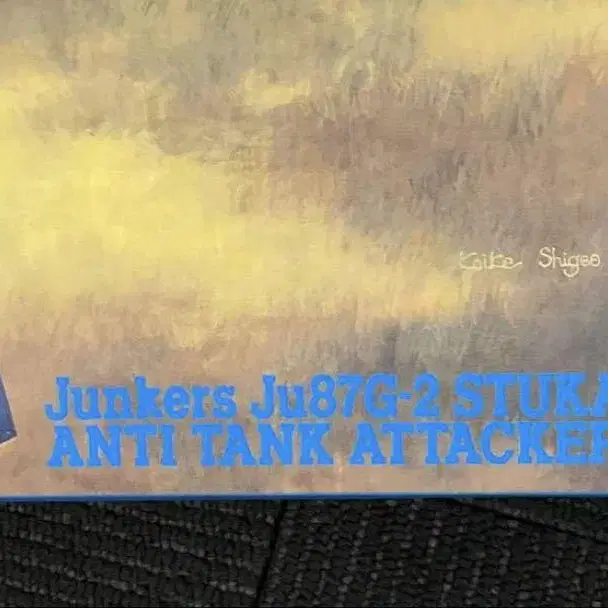 Koike Shigeo
Junkers Ju87G-2 STUKA
ANTI TANK ATTACKER